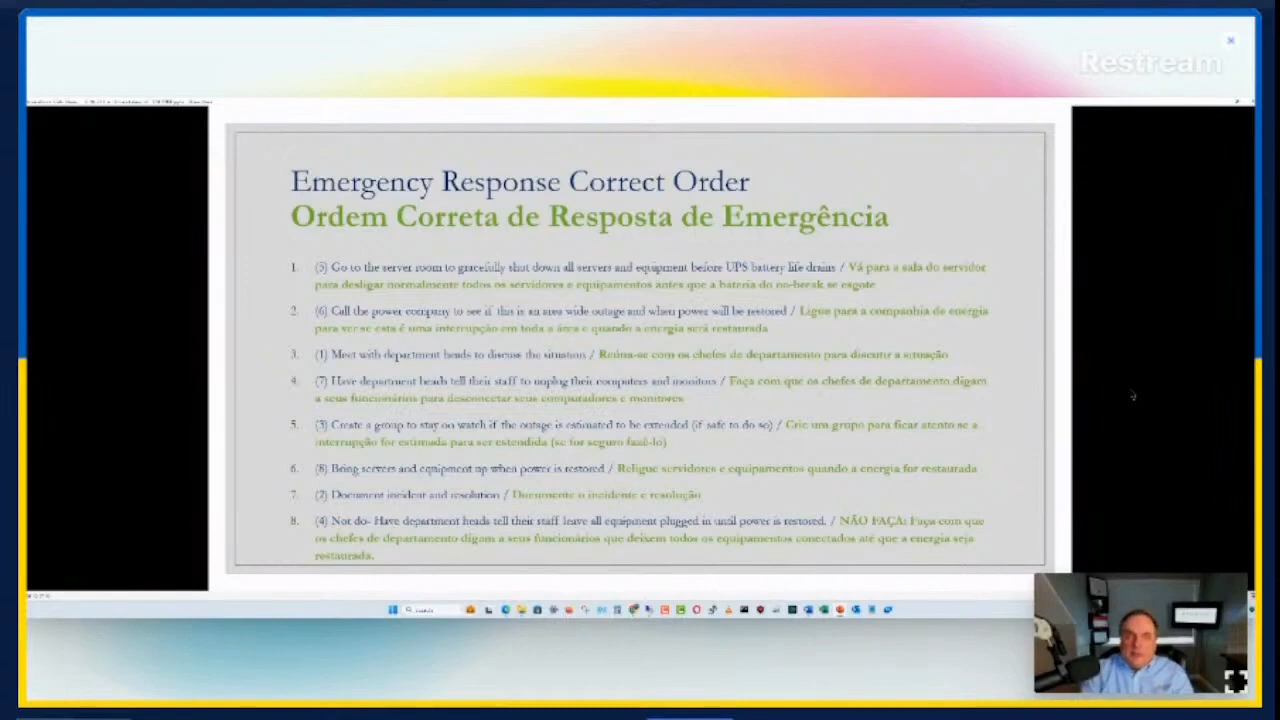 Restream
Emergency Response Correct Order
Ordem Correta de Resposta de Emergência
1. (5) Go to the server room to gracefully shut down all servers and equipment before UPS battery life drains / Vá para a sala do servidor
para desligar normalmente todos os servidores e equipamentos antes que a bateria do no-break se esgote
2. (6) Call the power company to see if this is an area wide outage and when power will be restored / Ligue para a companhia de energia
para ver se esta é uma interrupção em toda a área e quando a energia será restaurada
3. (1) Meet with department heads to discuss the situation / Reúna-se com os chefes de departamento para discutir a situação
4. (7) Have department heads tell their staff to unplug their computers and monitors / Faça com que os chefes de departamento digam
a seus funcionários para desconectar seus computadores e monitores
5. (3) Create a group to stay on watch if the outage is estimated to be extended (if safe to do so) / Crie um grupo para ficar atento se a
interrupção for estimada para ser estendida (se for seguro fazê-lo)
6. (8) Bring servers and equipment up when power is restored / Religue servidores e equipamentos quando a energia for restaurada
7. (2) Document incident and resolution / Documente o incidente e resolução
8. (4) Not do- Have department heads tell their staff leave all equipment plugged in until power is restored. / NÃO FAÇA: Faça com que
os chefes de departamento digam a seus funcionários que deixem todos os equipamentos conectados até que a energia seja
restaurada.
Search